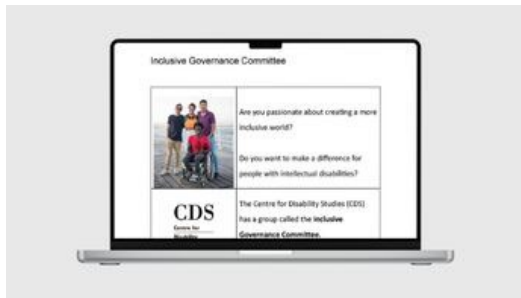 Inclusive Governance Committee
Are you passionate about creating a more
inclusive world?
Do you want to make a difference for
people with intellectual disabilities?
CDS
Centre for
Disability
The Centre for Disability Studies (CDS)
has a group called the Inclusive
Governance Committee.